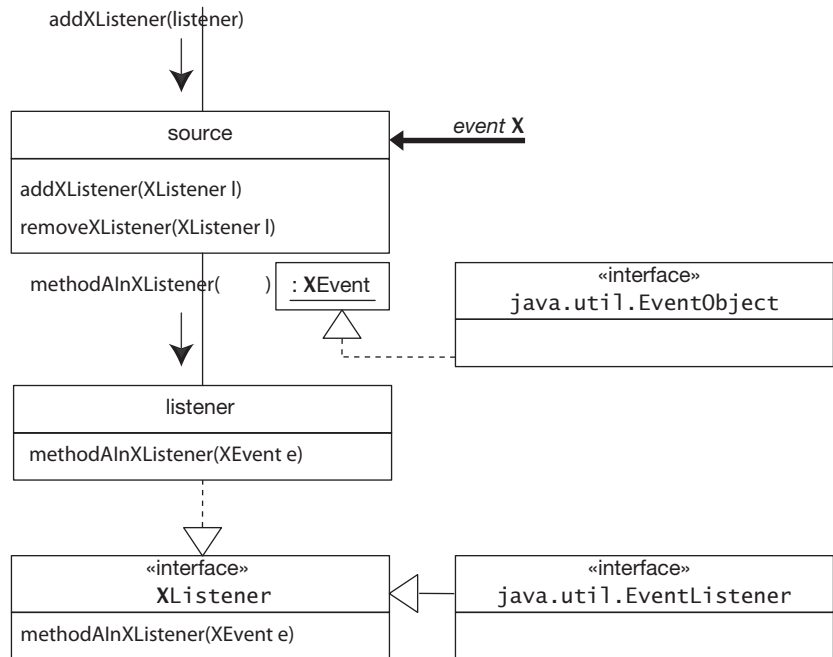 addXListener(listener)
source
event X
addXListener(XListener l)
removeXListener(XListener l)
methodAInXListener( )
: XEvent
«interface»
java.util.EventObject
listener
methodAInXListener(XEvent e)
«interface»
XListener
methodAInXListener(XEvent e)
«interface»
java.util.EventListener